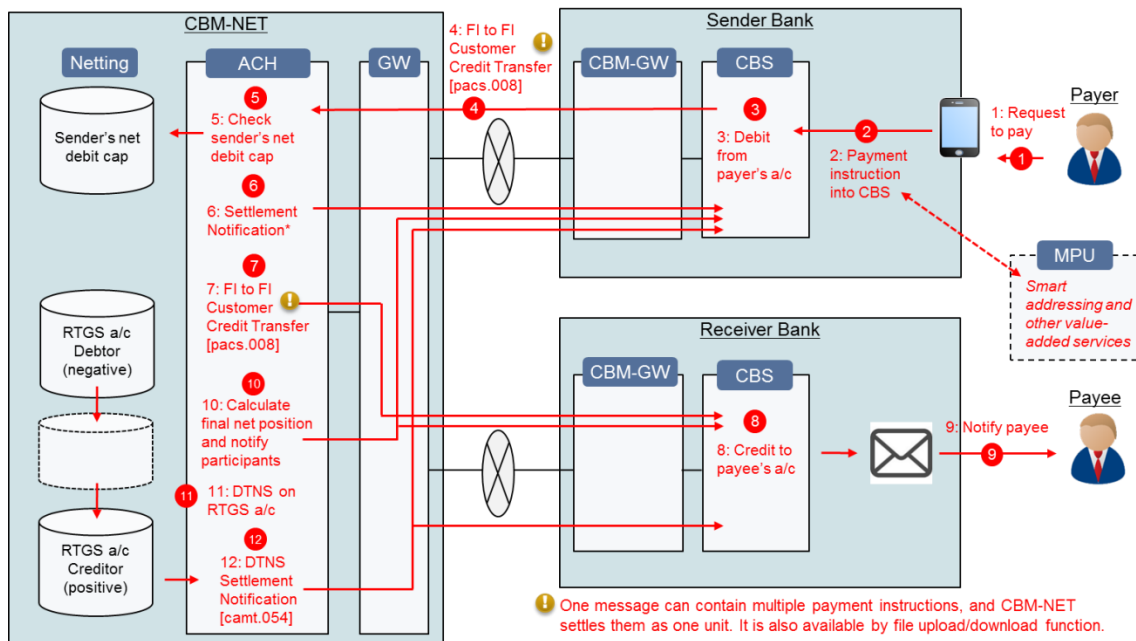 CBM-NET
Netting
ACH
GW
Sender's net
debit cap
5
5: Check
sender's net
debit cap
6
6: Settlement
Notification*
7
7: FI to FI
Customer
Credit Transfer
[pacs.008]
RTGS a/c
Debtor
(negative)
10
10: Calculate
final net position
and notify
participants
11
11: DTNS on
RTGS a/c
RTGS a/c
Creditor
(positive)
12
12: DTNS
Settlement
Notification
[camt.054]
4: FI to FI
Customer
Credit Transfer
[pacs.008]
4
Sender Bank
CBM-GW
CBS
3
3: Debit
from
payer's a/c
2
2: Payment
instruction
into CBS
Payer
1: Request
to pay
1
MPU
Smart
addressing and
other value-
added services
Receiver Bank
CBM-GW
CBS
8
8: Credit to
payee's a/c
Payee
9: Notify payee
9
One message can contain multiple payment instructions, and CBM-NET
settles them as one unit. It is also available by file upload/download function.